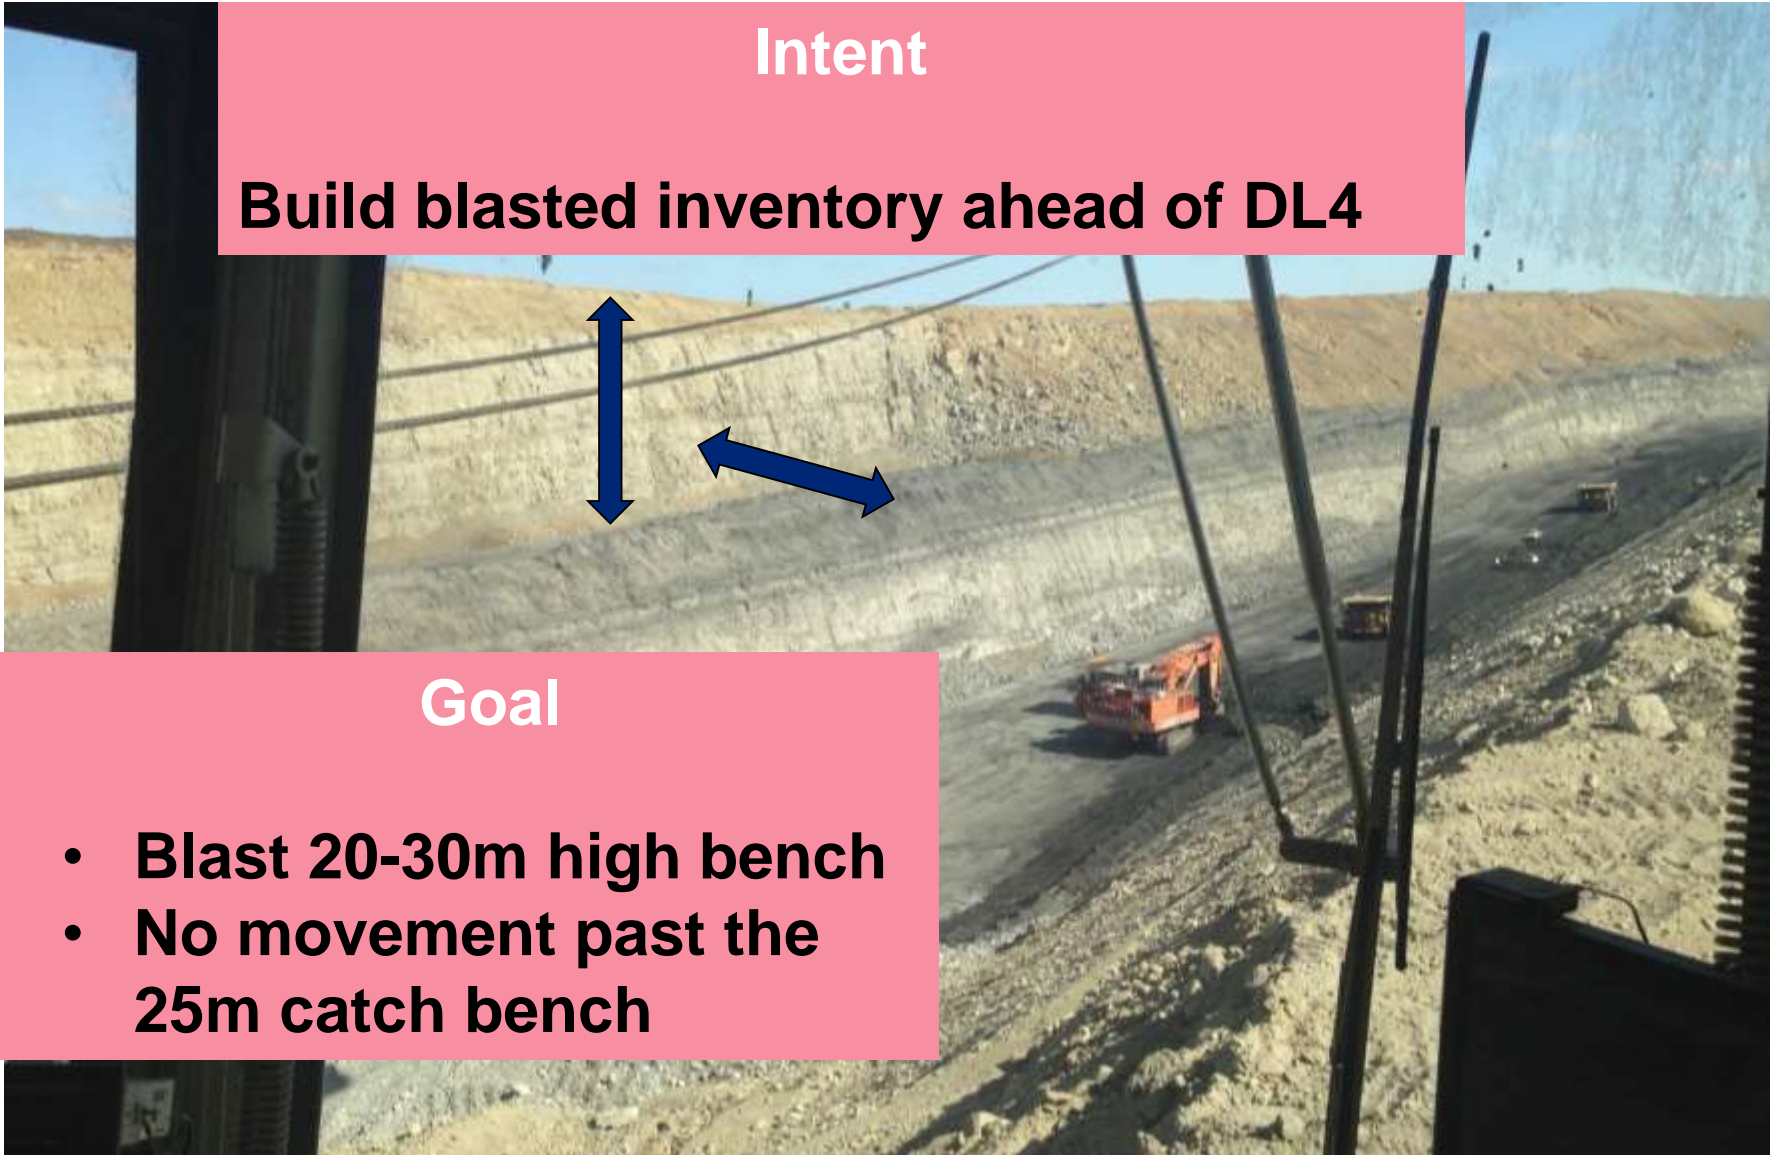 Intent
Build blasted inventory ahead of DL4
Goal
• Blast 20-30m high bench
• No movement past the
25m catch bench